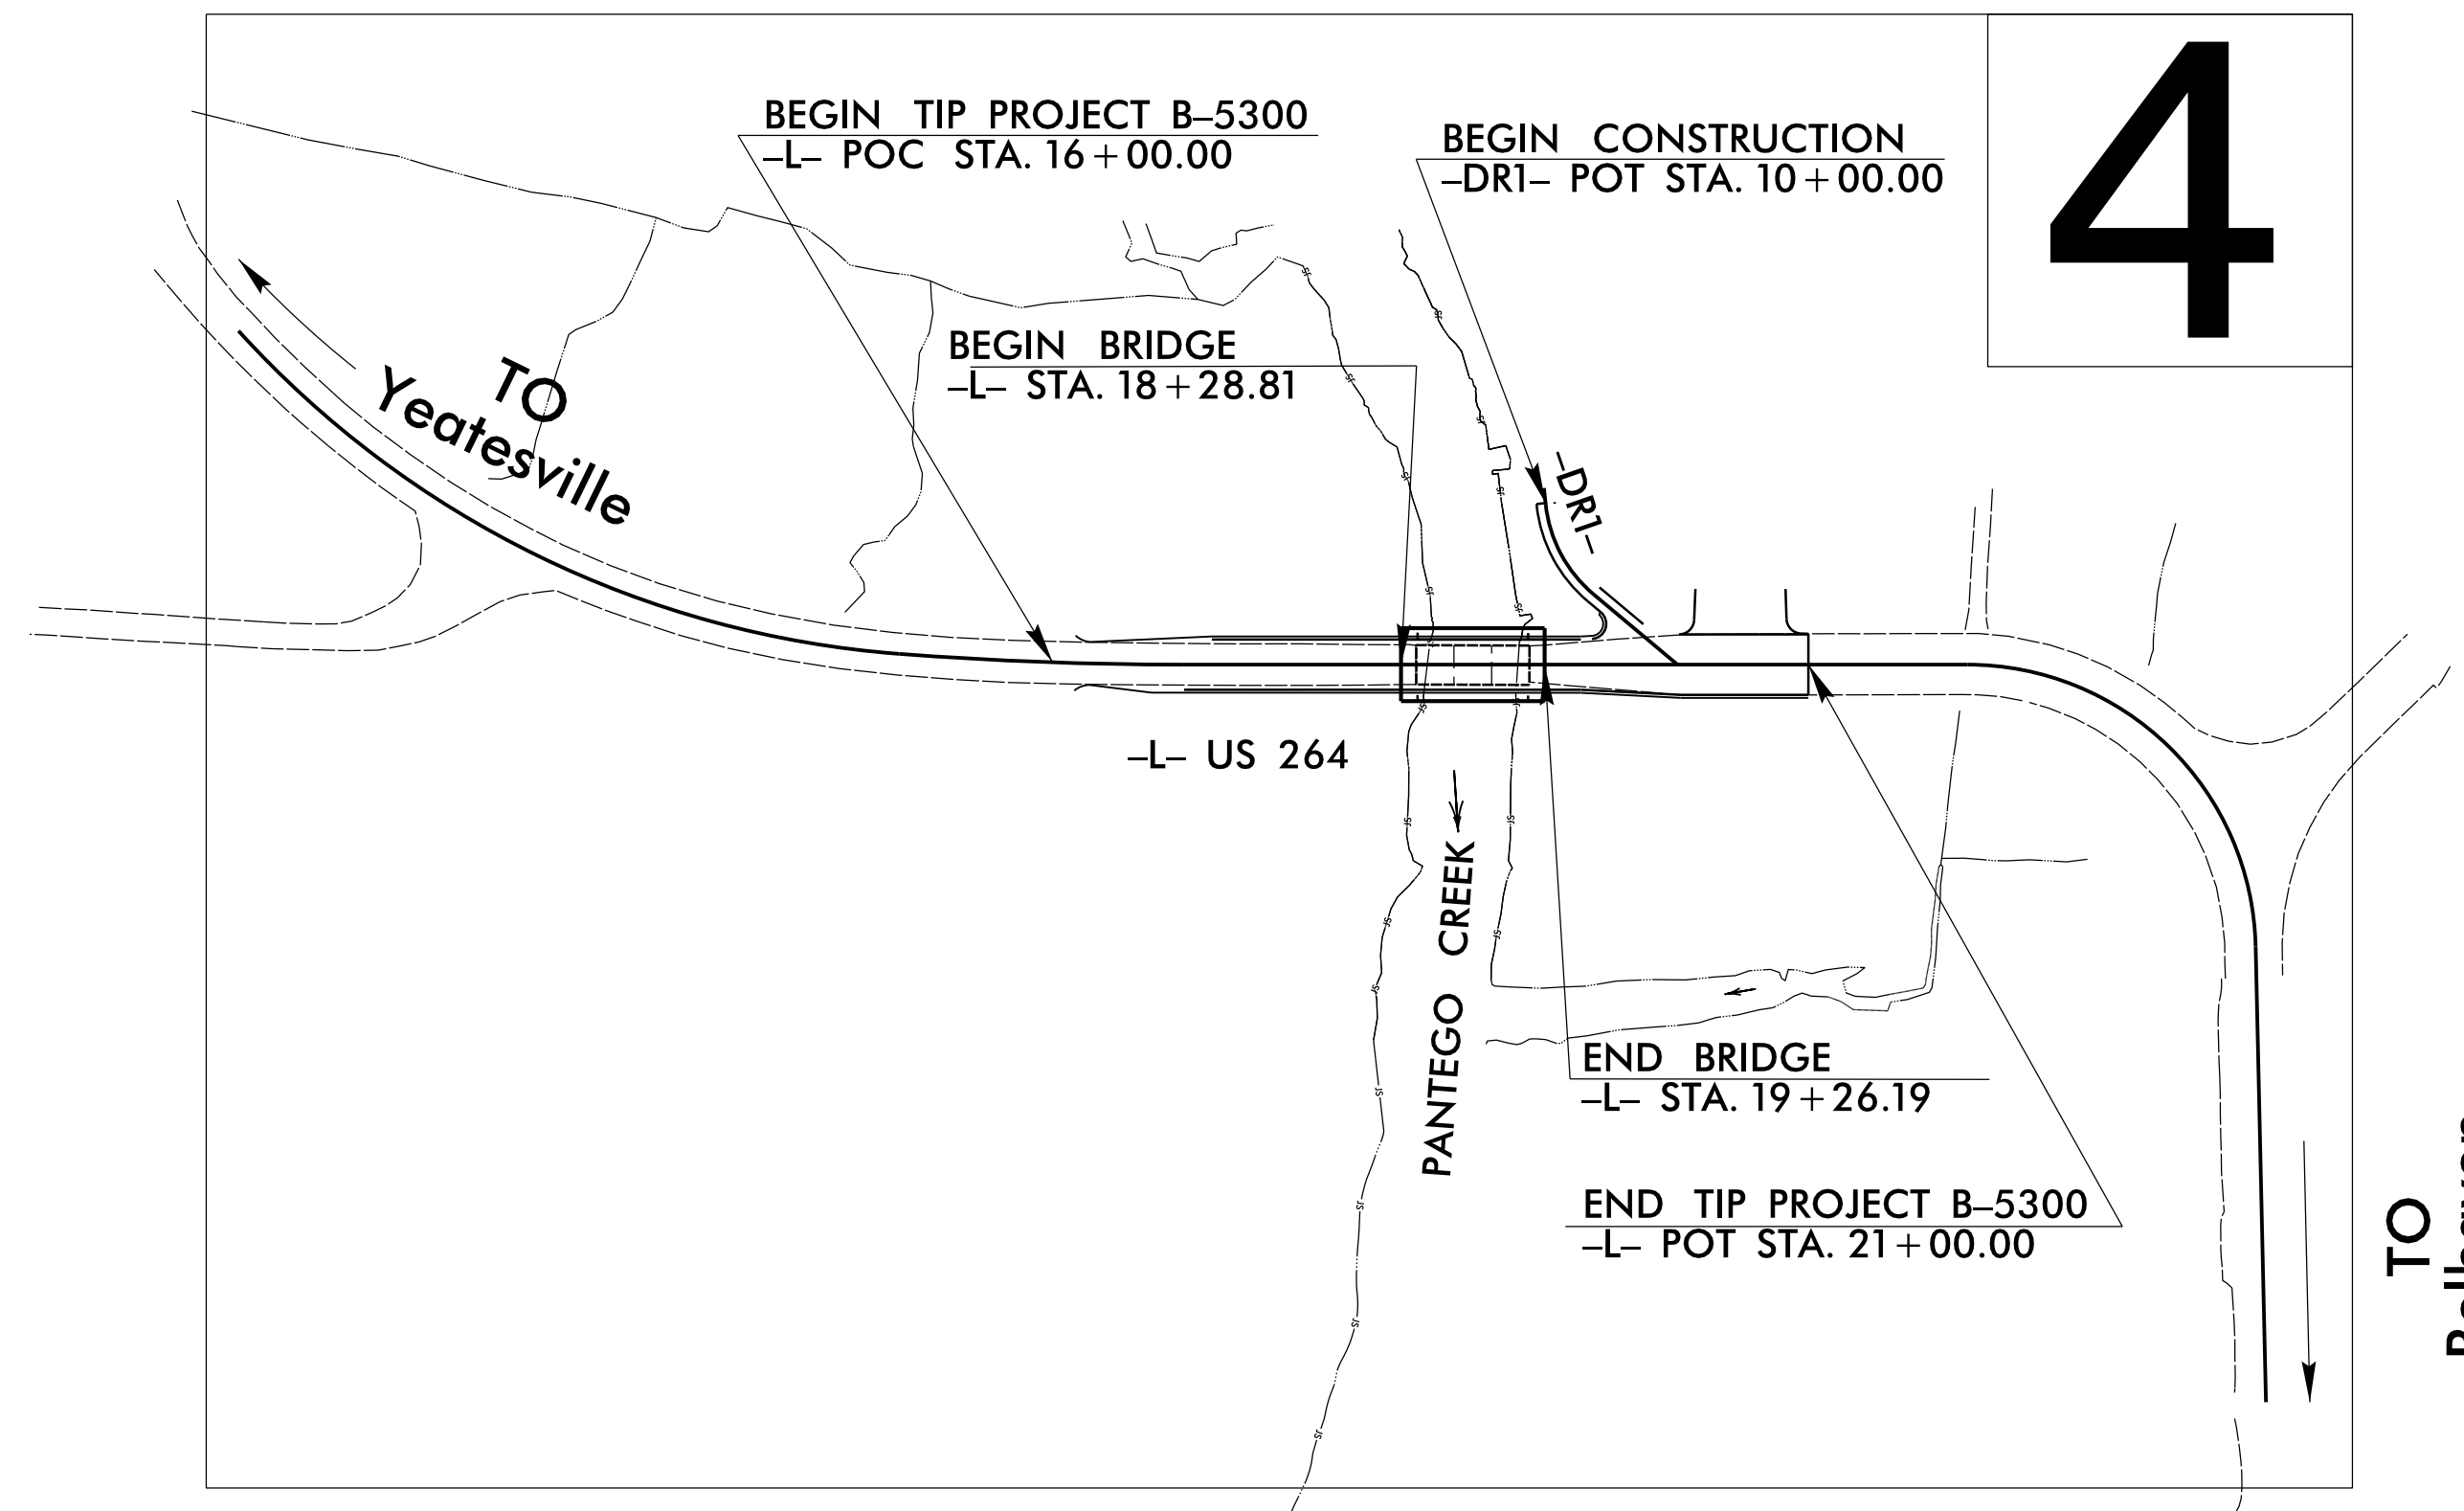 4
BEGIN TIP PROJECT B–5300
–L– POC STA. 16+00.00
BEGIN CONSTRUCTION
–DR1– POT STA. 10+00.00
BEGIN BRIDGE
–L– STA. 18+28.81
TO
Yeatesville
–DR1–
–L– US 264
PANTEGO CREEK
END BRIDGE
–L– STA. 19+26.19
END TIP PROJECT B–5300
–L– POT STA. 21+00.00
TO